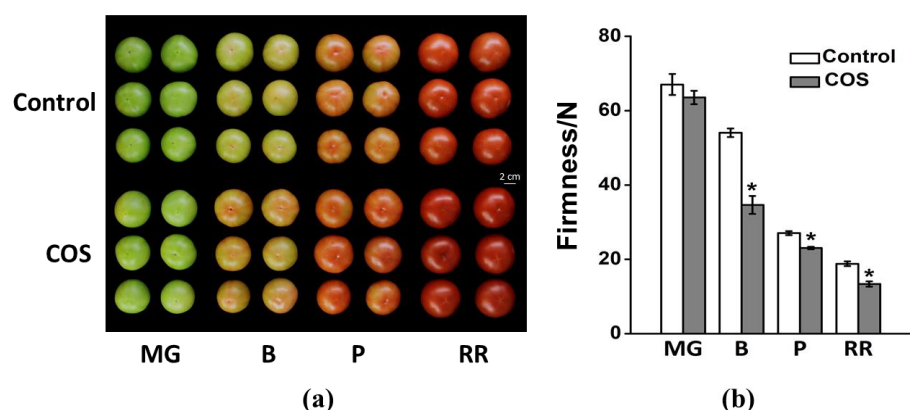 Control
COS
2 cm
MG B P RR
(a)
Firmness/N
80
60
40
20
0
Control
COS
*
*
*
MG B P RR
(b)